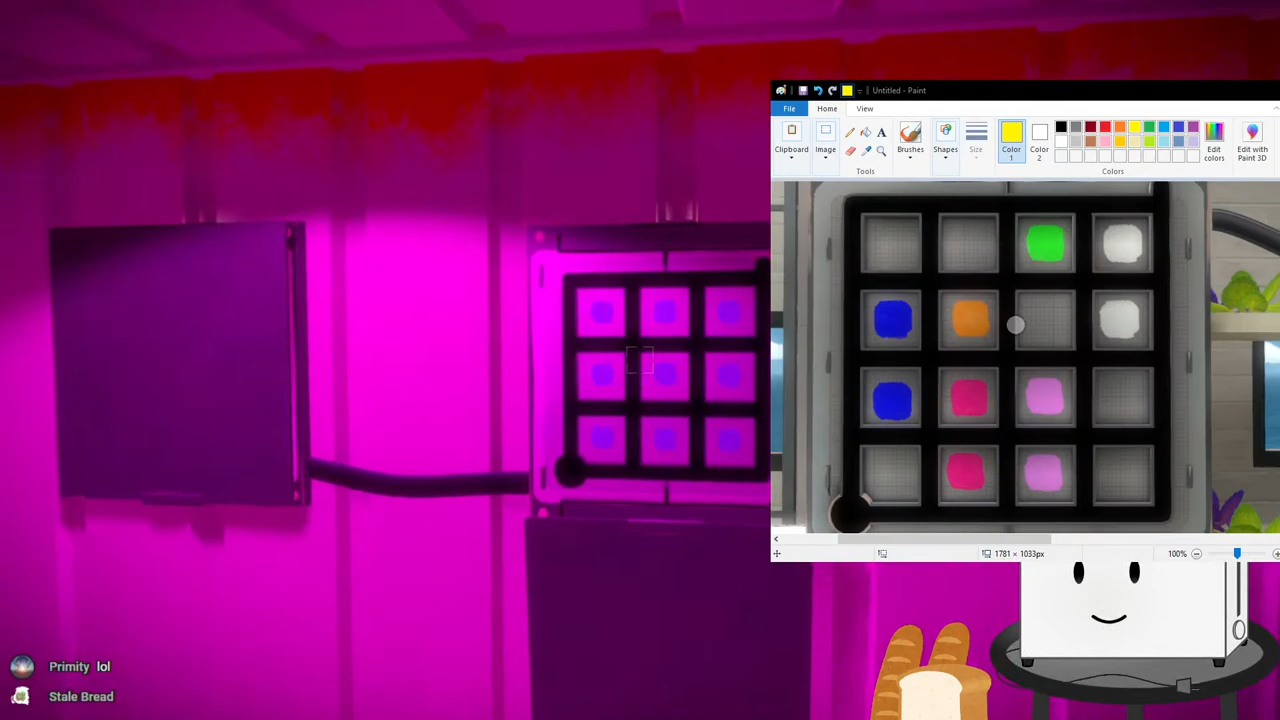 Untitled - Paint
File
Home
View
Clipboard
Image
Tools
Brushes
Shapes
Size
Color 1
Color 2
Edit colors
Edit with Paint 3D
Colors
1781 × 1033px
100%
Primity lol
Stale Bread